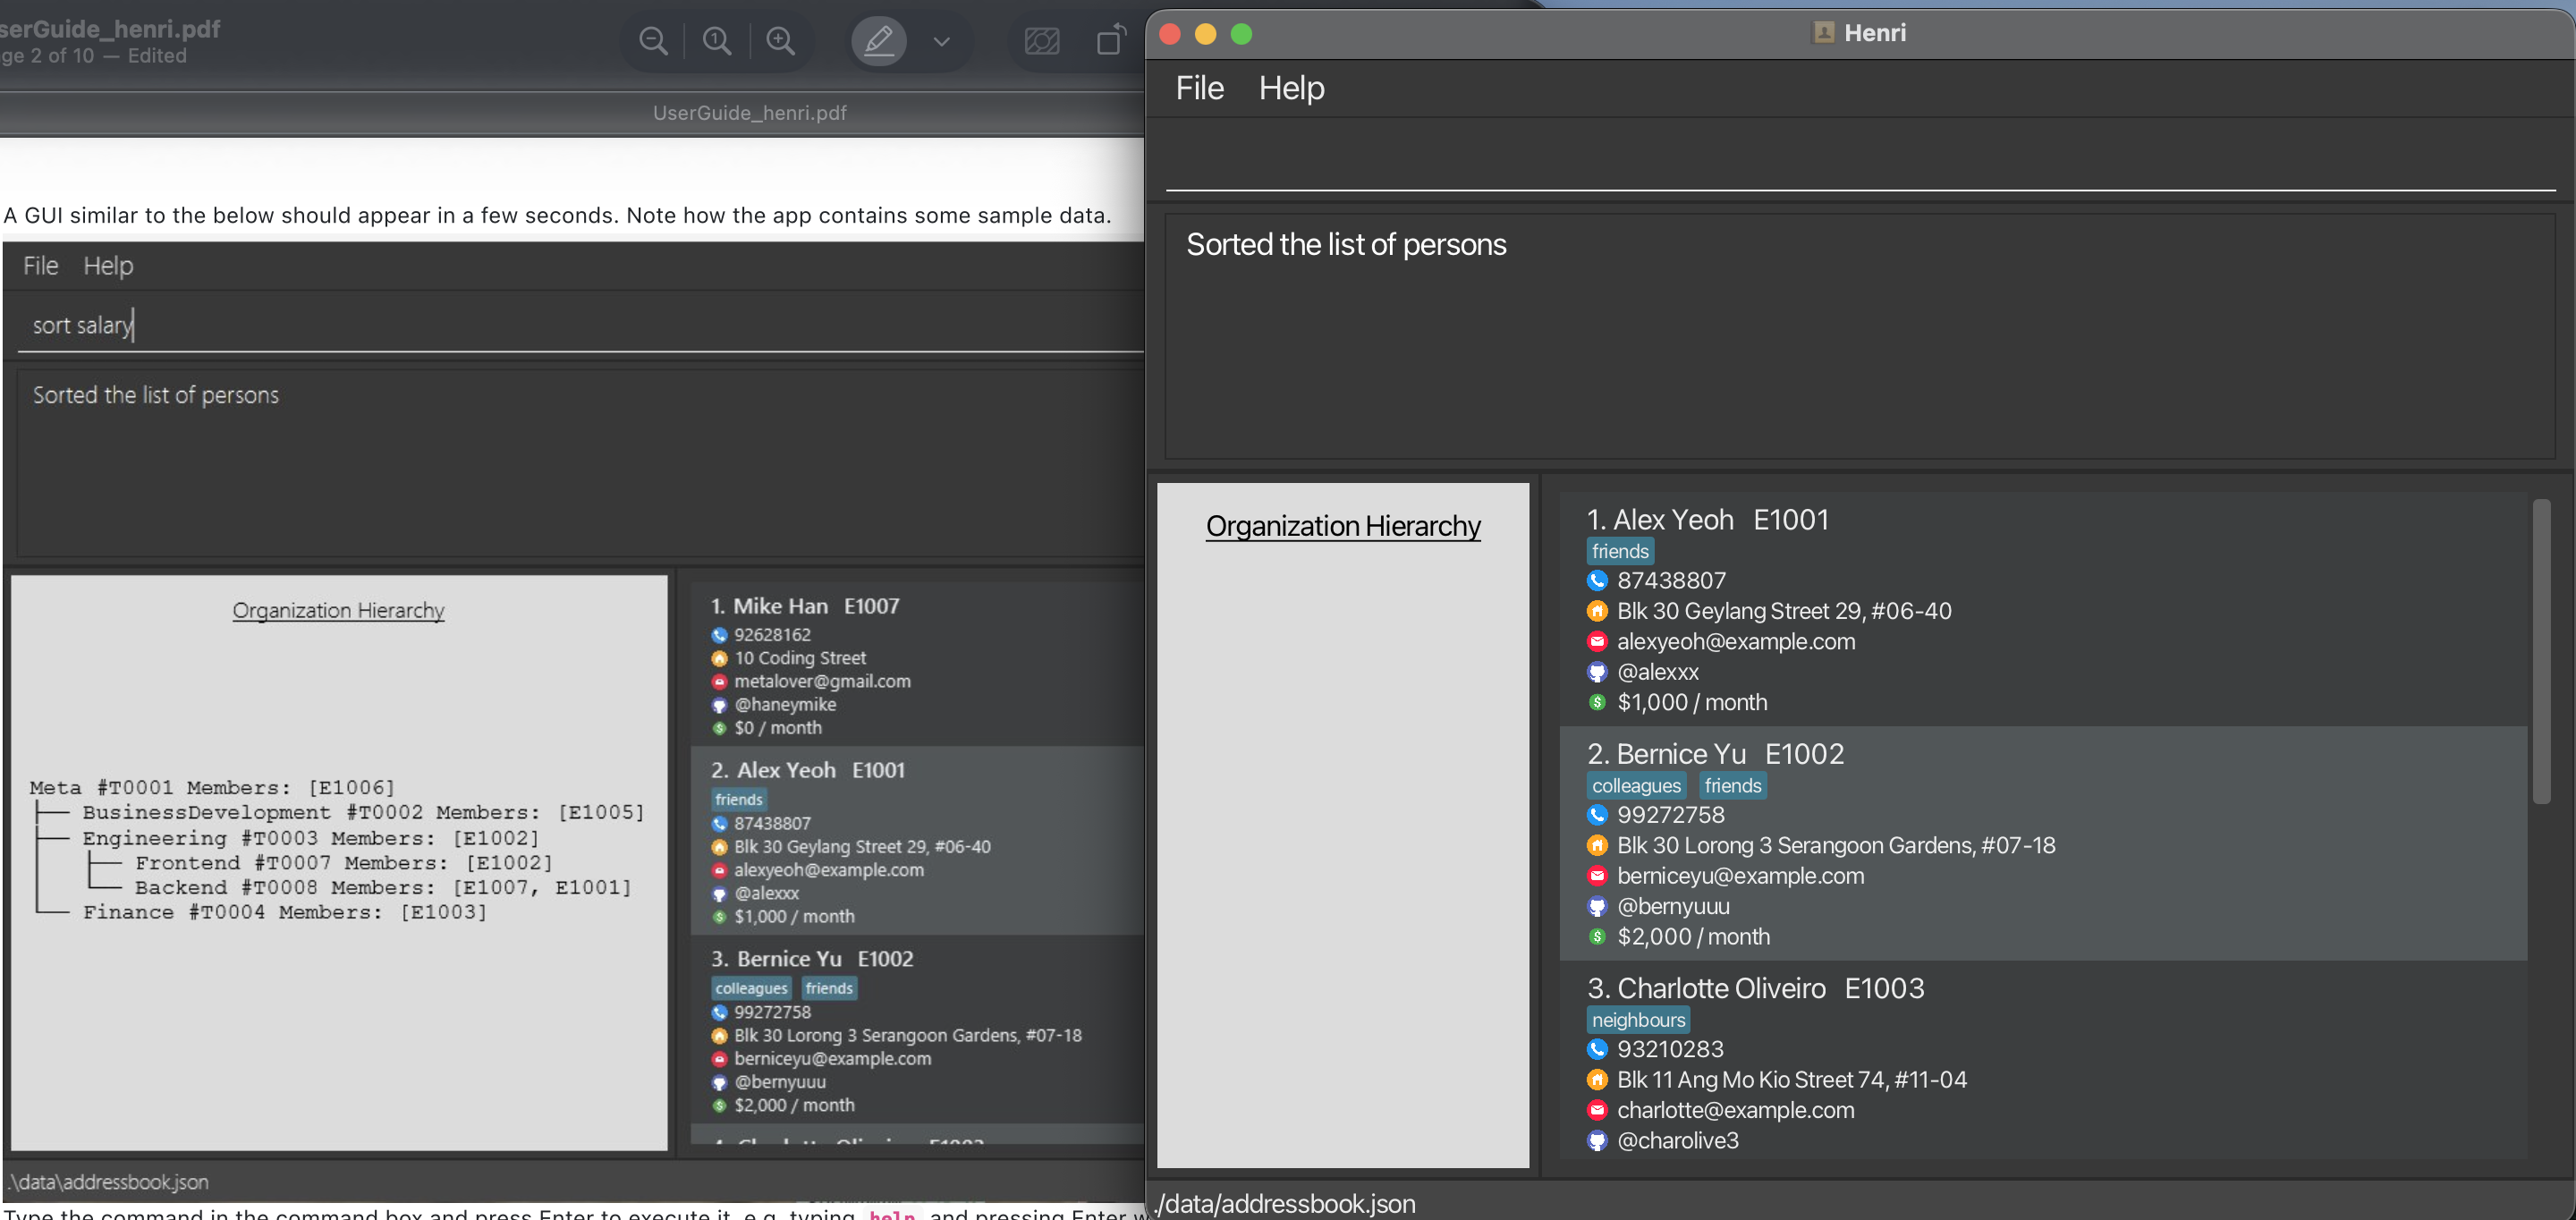 serGuide_henri.pdf
ge 2 of 10 — Edited
UserGuide_henri.pdf
A GUI similar to the below should appear in a few seconds. Note how the app contains some sample data.
File Help
sort salary
Sorted the list of persons
Organization Hierarchy
Meta #T0001 Members: [E1006]
├── BusinessDevelopment #T0002 Members: [E1005]
├── Engineering #T0003 Members: [E1002]
│   ├── Frontend #T0007 Members: [E1002]
│   └── Backend #T0008 Members: [E1007, E1001]
└── Finance #T0004 Members: [E1003]
1. Mike Han E1007
92628162
10 Coding Street
metalover@gmail.com
@haneymike
$0 / month
2. Alex Yeoh E1001
friends
87438807
Blk 30 Geylang Street 29, #06-40
alexyeoh@example.com
@alexxx
$1,000 / month
3. Bernice Yu E1002
colleagues friends
99272758
Blk 30 Lorong 3 Serangoon Gardens, #07-18
berniceyu@example.com
@bernyuuu
$2,000 / month
.\data\addressbook.json
Type the command in the command box and press Enter to execute it. e.g. typing help and pressing Enter w
Henri
File Help
Sorted the list of persons
Organization Hierarchy
1. Alex Yeoh E1001
friends
87438807
Blk 30 Geylang Street 29, #06-40
alexyeoh@example.com
@alexxx
$1,000 / month
2. Bernice Yu E1002
colleagues friends
99272758
Blk 30 Lorong 3 Serangoon Gardens, #07-18
berniceyu@example.com
@bernyuuu
$2,000 / month
3. Charlotte Oliveiro E1003
neighbours
93210283
Blk 11 Ang Mo Kio Street 74, #11-04
charlotte@example.com
@charolive3
./data/addressbook.json